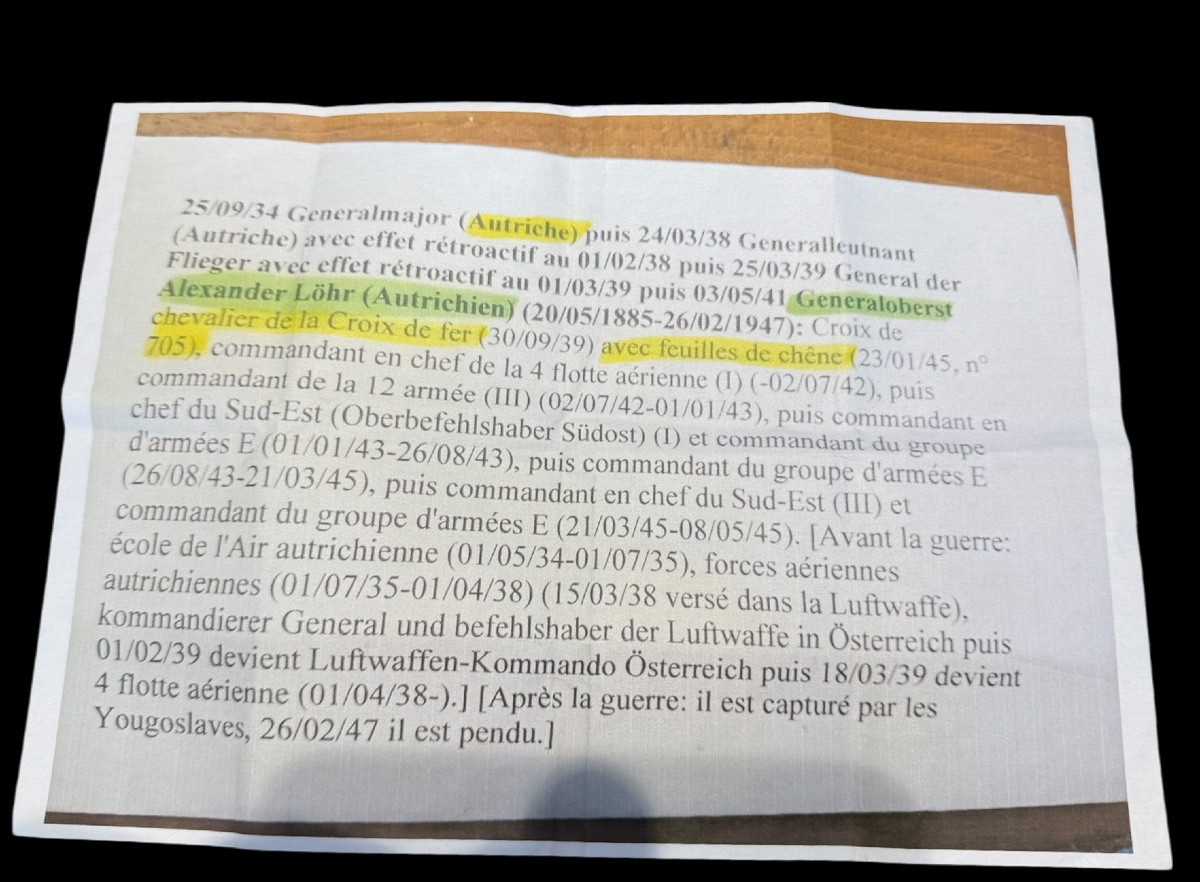 25/09/34 Generalmajor (Autriche) puis 24/03/38 Generalleutnant
(Autriche) avec effet rétroactif au 01/02/38 puis 25/03/39 General der
Flieger avec effet rétroactif au 01/03/39 puis 03/05/41 Generaloberst
Alexander Löhr (Autrichien) (20/05/1885-26/02/1947): Croix de
chevalier de la Croix de fer (30/09/39) avec feuilles de chêne (23/01/45, n°
705), commandant en chef de la 4 flotte aérienne (I) (-02/07/42), puis
commandant de la 12 armée (III) (02/07/42-01/01/43), puis commandant en
chef du Sud-Est (Oberbefehlshaber Südost) (I) et commandant du groupe
d'armées E (01/01/43-26/08/43), puis commandant du groupe d'armées E
(26/08/43-21/03/45), puis commandant en chef du Sud-Est (III) et
commandant du groupe d'armées E (21/03/45-08/05/45). [Avant la guerre:
école de l'Air autrichienne (01/05/34-01/07/35), forces aériennes
autrichiennes (01/07/35-01/04/38) (15/03/38 versé dans la Luftwaffe),
kommandierer General und befehlshaber der Luftwaffe in Österreich puis
01/02/39 devient Luftwaffen-Kommando Österreich puis 18/03/39 devient
4 flotte aérienne (01/04/38-).] [Après la guerre: il est capturé par les
Yougoslaves, 26/02/47 il est pendu.]